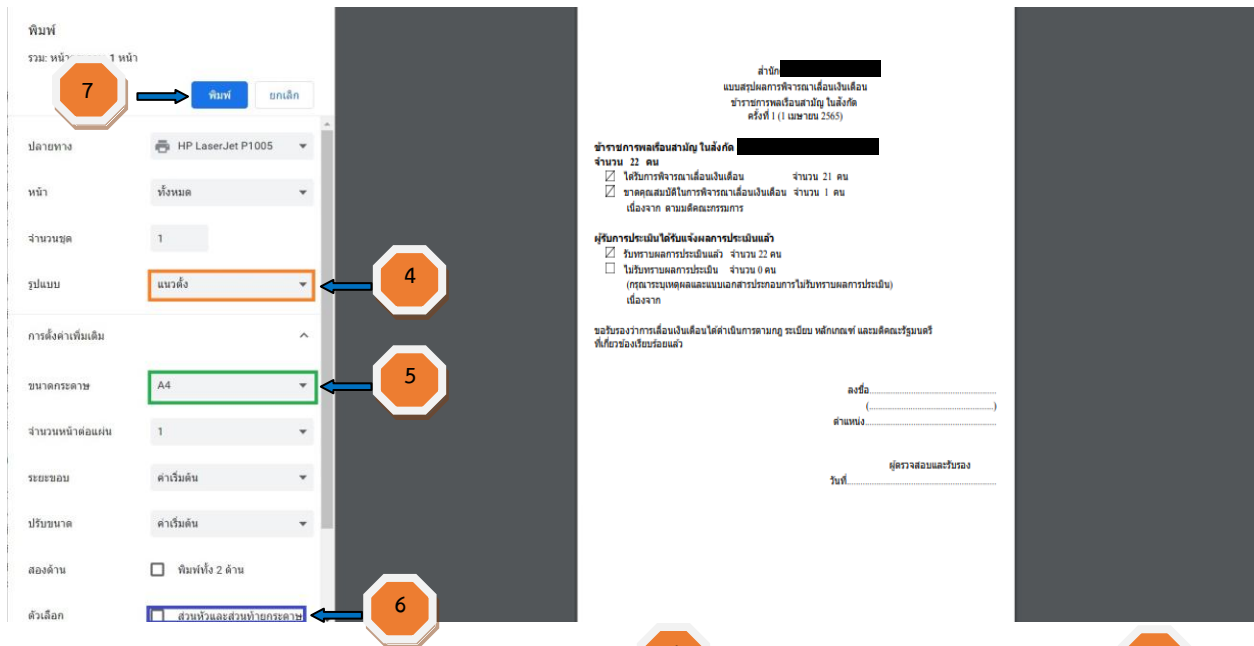 พิมพ์
รวม: หน้า 1 หน้า
7
พิมพ์ ยกเลิก
ปลายทาง HP LaserJet P1005
หน้า ทั้งหมด
จำนวนชุด 1
4
รูปแบบ แนวตั้ง
การตั้งค่าเพิ่มเติม
5
ขนาดกระดาษ A4
จำนวนหน้าต่อแผ่น 1
ระยะขอบ ค่าเริ่มต้น
ปรับขนาด ค่าเริ่มต้น
สองด้าน พิมพ์ทั้ง 2 ด้าน
6
ตัวเลือก ส่วนหัวและส่วนท้ายกระดาษ
สำนัก
แบบสรุปผลการพิจารณาเลื่อนเงินเดือน
ข้าราชการพลเรือนสามัญ ในสังกัด
ครั้งที่ 1 (1 เมษายน 2565)
ข้าราชการพลเรือนสามัญ ในสังกัด
จำนวน 22 คน
ได้รับการพิจารณาเลื่อนเงินเดือน จำนวน 21 คน
ขาดคุณสมบัติในการพิจารณาเลื่อนเงินเดือน จำนวน 1 คน
เนื่องจาก ตามมติคณะกรรมการ
ผู้รับการประเมินได้รับแจ้งผลการประเมินแล้ว
รับทราบผลการประเมินแล้ว จำนวน 22 คน
ไม่รับทราบผลการประเมิน จำนวน 0 คน
(กรุณาระบุเหตุผลและแนบเอกสารประกอบการไม่รับทราบผลการประเมิน)
เนื่องจาก
ขอรับรองว่าการเลื่อนเงินเดือนได้ดำเนินการตามกฎ ระเบียบ หลักเกณฑ์ และมติคณะรัฐมนตรี
ที่เกี่ยวข้องเรียบร้อยแล้ว
ลงชื่อ..................................................
(..................................................)
ตำแหน่ง..................................................
ผู้ตรวจสอบและรับรอง
วันที่..................................................